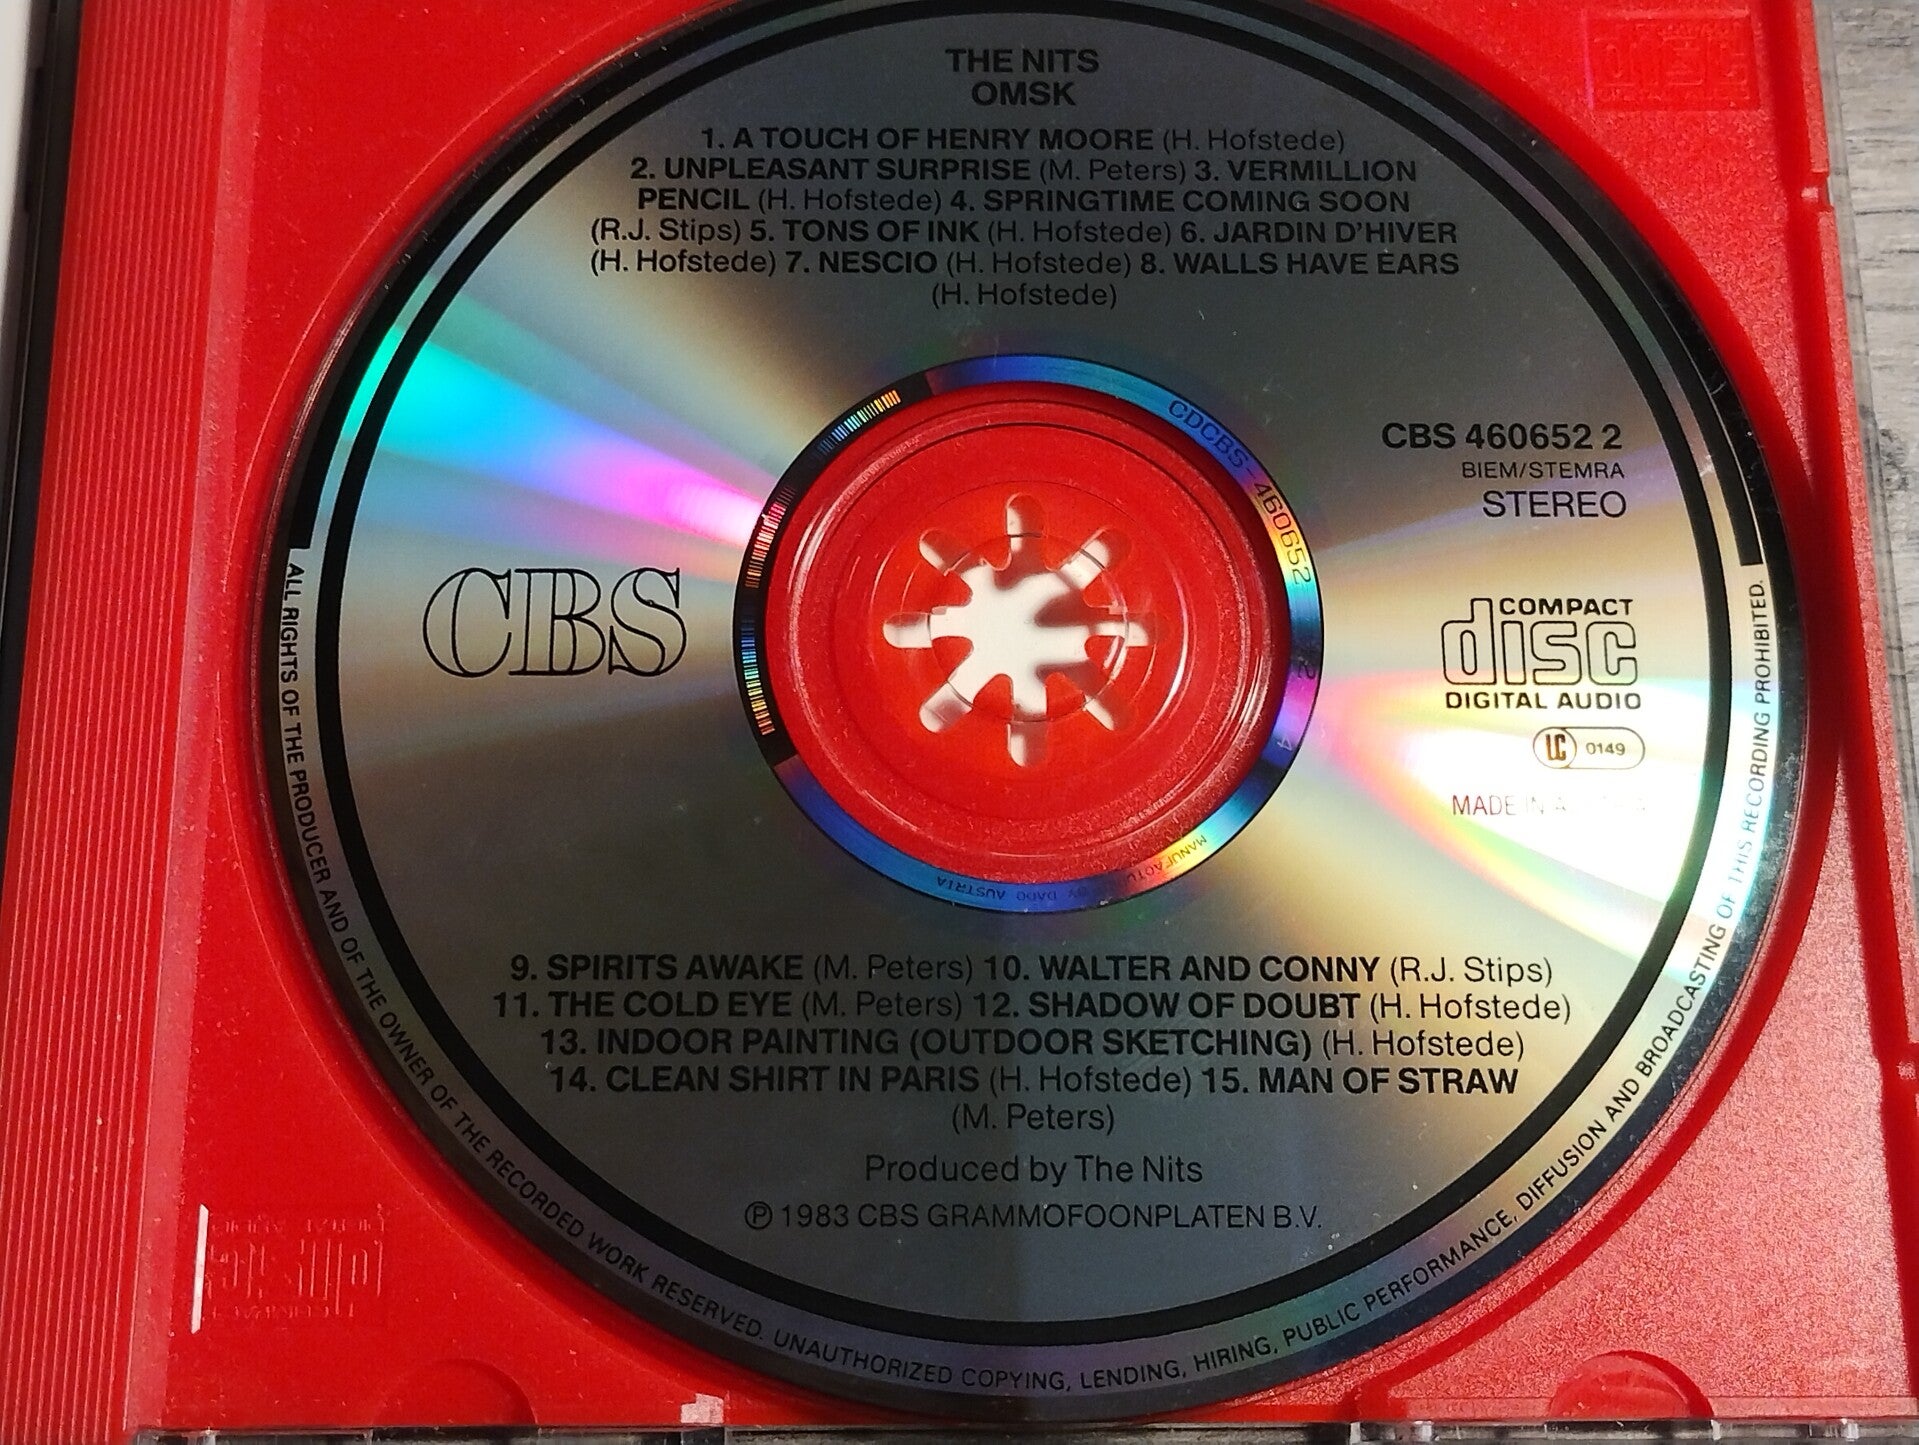 THE NITS
OMSK
1. A TOUCH OF HENRY MOORE (H. Hofstede)
2. UNPLEASANT SURPRISE (M. Peters) 3. VERMILLION
PENCIL (H. Hofstede) 4. SPRINGTIME COMING SOON
(R.J. Stips) 5. TONS OF INK (H. Hofstede) 6. JARDIN D'HIVER
(H. Hofstede) 7. NESCIO (H. Hofstede) 8. WALLS HAVE EARS
(H. Hofstede)
CBS 460652 2
BIEM/STEMRA
STEREO
CBS
COMPACT
disc
DIGITAL AUDIO
LC 0149
MADE IN
CDCBS-460652
BY DADC AUSTRIA
9. SPIRITS AWAKE (M. Peters) 10. WALTER AND CONNY (R.J. Stips)
11. THE COLD EYE (M. Peters) 12. SHADOW OF DOUBT (H. Hofstede)
13. INDOOR PAINTING (OUTDOOR SKETCHING) (H. Hofstede)
14. CLEAN SHIRT IN PARIS (H. Hofstede) 15. MAN OF STRAW
(M. Peters)
Produced by The Nits
Ⓟ 1983 CBS GRAMMOFOONPLATEN B.V.
ALL RIGHTS OF THE PRODUCER AND OF THE OWNER OF THE RECORDED WORK RESERVED. UNAUTHORIZED COPYING, LENDING, HIRING, PUBLIC PERFORMANCE, DIFFUSION AND BROADCASTING OF THIS RECORDING PROHIBITED.